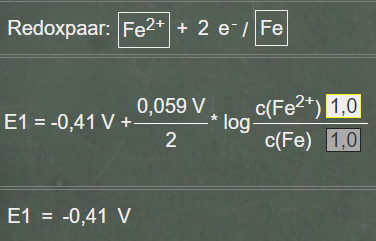 Redoxpaar: Fe²⁺ + 2 e⁻ / Fe
E1 = -0,41 V + 0,059 V / 2 * log c(Fe²⁺) 1,0 / c(Fe) 1,0
E1 = -0,41 V